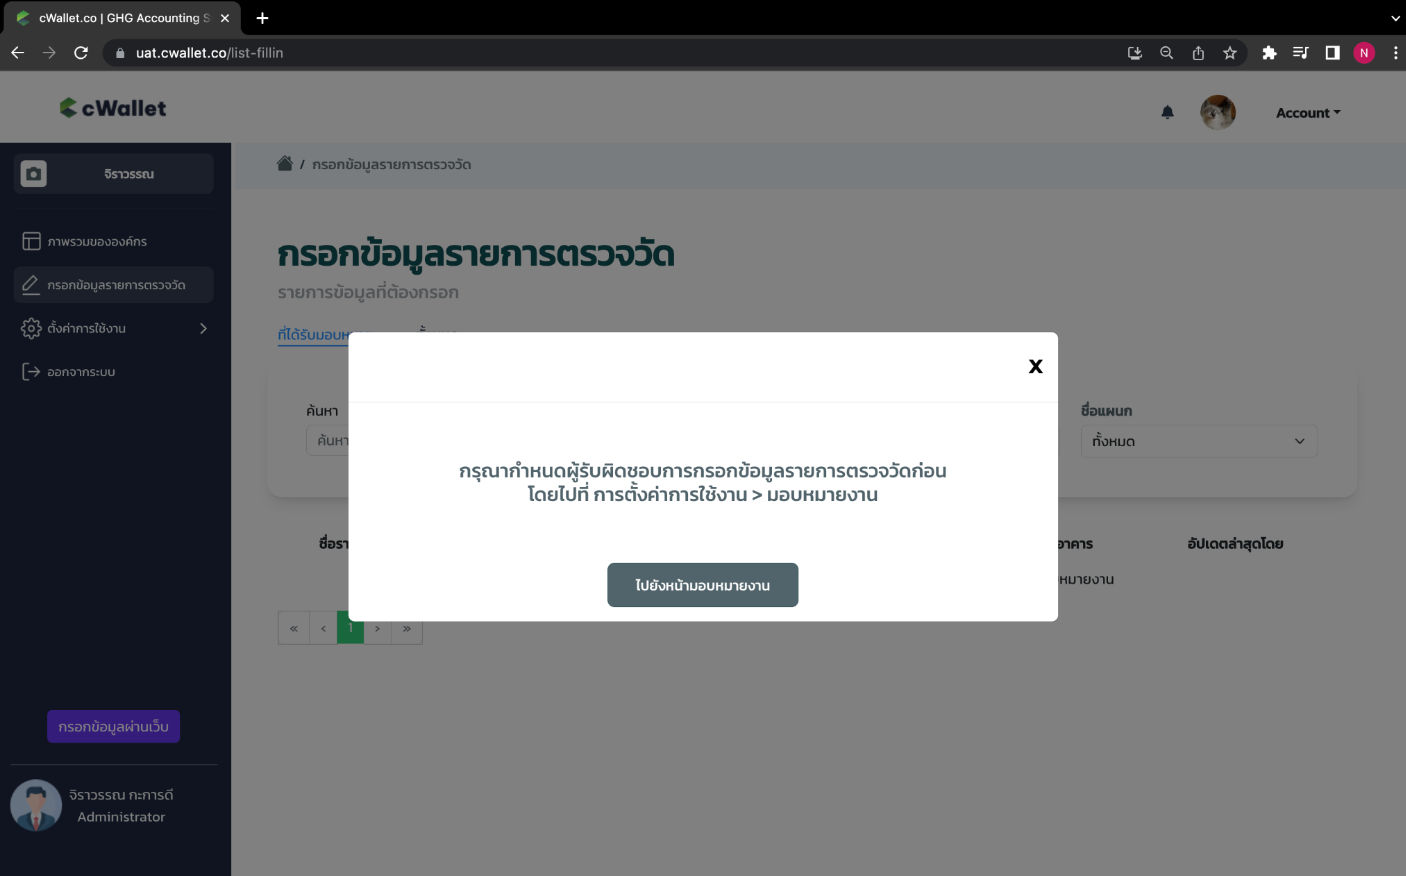 cWallet.co | GHG Accounting S
uat.cwallet.co/list-fillin
N
cWallet
Account
จิราวรรณ
/ กรอกข้อมูลรายการตรวจวัด
ภาพรวมขององค์กร
กรอกข้อมูลรายการตรวจวัด
ตั้งค่าการใช้งาน
ออกจากระบบ
กรอกข้อมูลรายการตรวจวัด
รายการข้อมูลที่ต้องกรอก
ที่ได้รับมอบห
X
ค้นหา
ชื่อแผนก
ค้นหา
ทั้งหมด
กรุณากำหนดผู้รับผิดชอบการกรอกข้อมูลรายการตรวจวัดก่อน
โดยไปที่ การตั้งค่าการใช้งาน > มอบหมายงาน
ชื่อรา
อาคาร
อัปเดตล่าสุดโดย
หมายงาน
ไปยังหน้ามอบหมายงาน
« ‹ 1 › »
กรอกข้อมูลผ่านเว็บ
จิราวรรณ กะการดี
Administrator